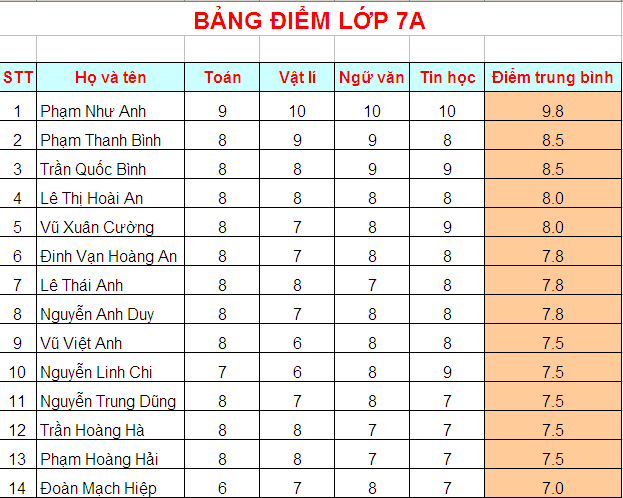 BẢNG ĐIỂM LỚP 7A
STT Họ và tên Toán Vật lí Ngữ văn Tin học Điểm trung bình
1 Phạm Như Anh 9 10 10 10 9.8
2 Phạm Thanh Bình 8 9 9 8 8.5
3 Trần Quốc Bình 8 8 9 9 8.5
4 Lê Thị Hoài An 8 8 8 8 8.0
5 Vũ Xuân Cường 8 7 8 9 8.0
6 Đinh Vạn Hoàng An 8 7 8 8 7.8
7 Lê Thái Anh 8 8 7 8 7.8
8 Nguyễn Anh Duy 8 7 8 8 7.8
9 Vũ Việt Anh 8 6 8 8 7.5
10 Nguyễn Linh Chi 7 6 8 9 7.5
11 Nguyễn Trung Dũng 8 7 8 7 7.5
12 Trần Hoàng Hà 8 8 7 7 7.5
13 Phạm Hoàng Hải 8 8 7 7 7.5
14 Đoàn Mạch Hiệp 6 7 8 7 7.0